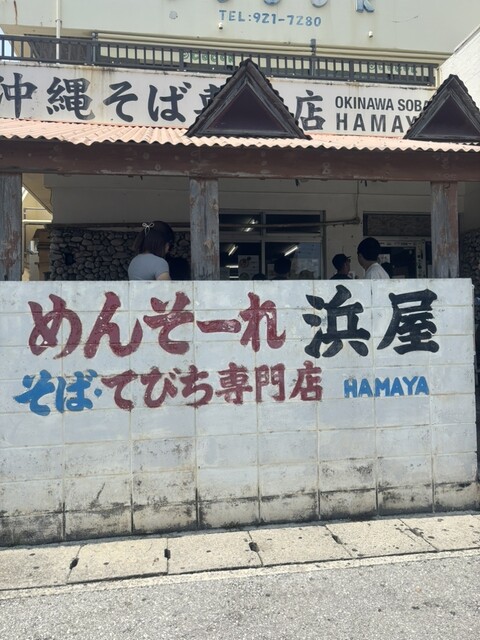 TEL:921-7280
沖縄そば専 店
OKINAWA SOBA
HAMAY
めんそーれ 浜屋
そば・てびち専門店 HAMAYA